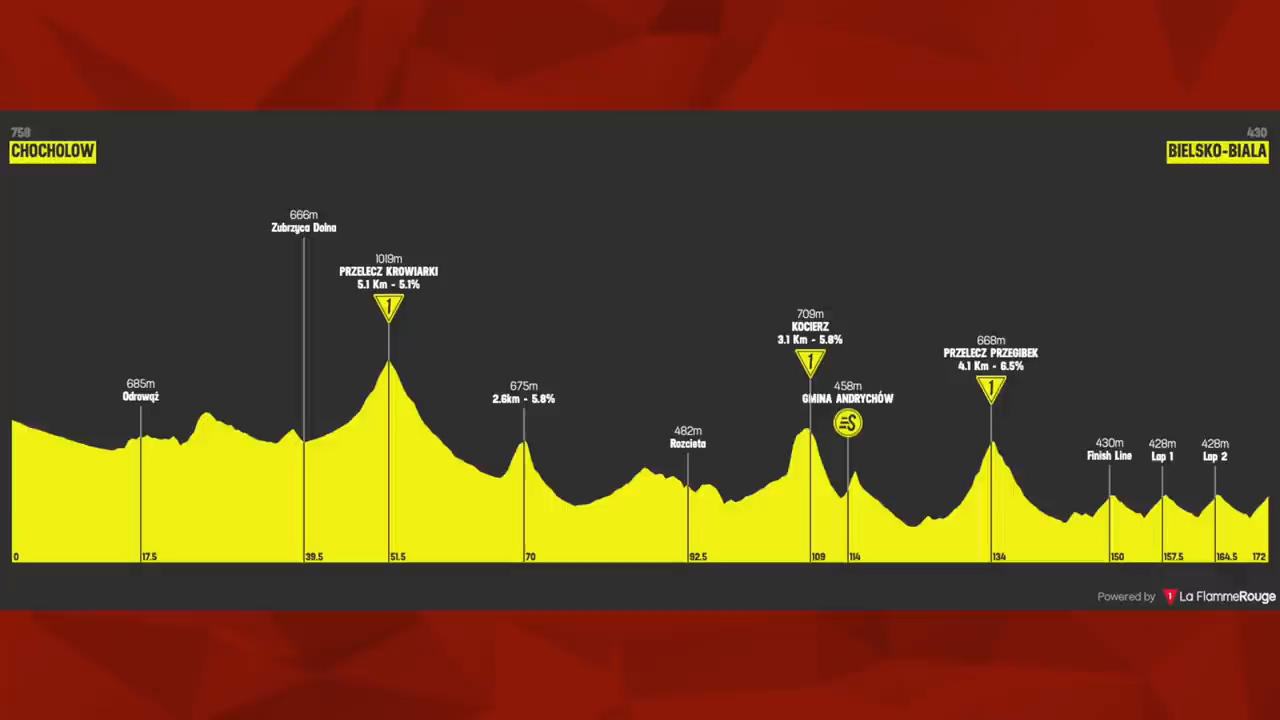 758
CHOCHOLOW
430
BIELSKO-BIALA
666m
Zubrzyca Dolna
1019m
PRZELECZ KROWIARKI
5.1 Km - 5.1%
1
709m
KOCIERZ
3.1 Km - 5.8%
1
668m
PRZELECZ PRZEGIBEK
4.1 Km - 6.5%
1
685m
Odrowąż
675m
2.6km - 5.8%
458m
GMINA ANDRYCHÓW
S
482m
Rozcieta
430m
Finish Line
428m
Lap 1
428m
Lap 2
0
17.5
39.5
51.5
70
92.5
109
114
134
150
157.5
164.5
172
Powered by 1 La FlammeRouge